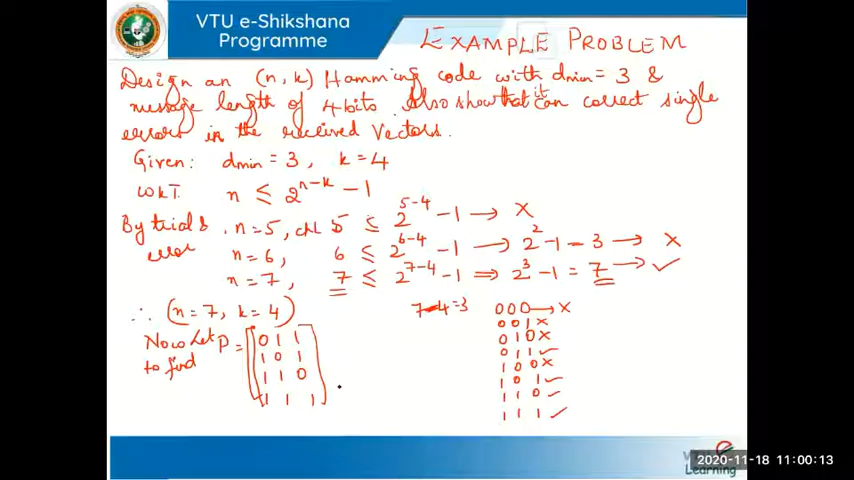 VTU e-Shikshana
Programme
EXAMPLE PROBLEM
Design an (n, k) Hamming code with dmin = 3 &
message length of 4 bits. Also show that it can correct single
errors in the received Vectors.
Given: dmin = 3, k = 4
WKT n ≤ 2^(n-k) - 1
By trial & error
n = 5, 5 ≤ 2^(5-4) - 1 → X
n = 6, 6 ≤ 2^(6-4) - 1 → 2^2 - 1 = 3 → X
n = 7, 7 ≤ 2^(7-4) - 1 ⇒ 2^3 - 1 = 7 → ✓
∴ (n = 7, k = 4)
Now Let
to find
P =
0 1 1
1 0 1
1 1 0
1 1 1
7-4=3
0 0 0 → X
0 0 1 X
0 1 0 X
0 1 1 ✓
1 0 0 X
1 0 1 ✓
1 1 0 ✓
1 1 1 ✓
Learning
2020-11-18 11:00:13